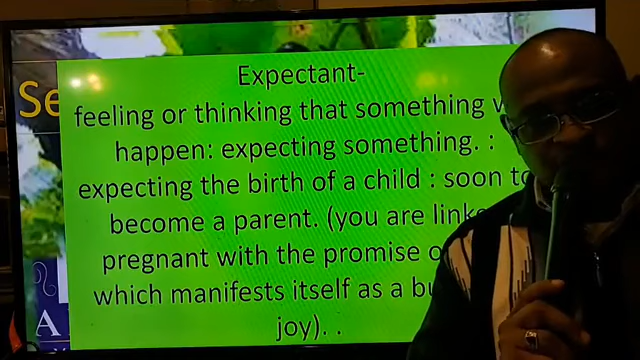 Expectant-
feeling or thinking that something
happen: expecting something. :
expecting the birth of a child : soon to
become a parent. (you are
pregnant with the promise
which manifests itself as a
joy). .
Se
A